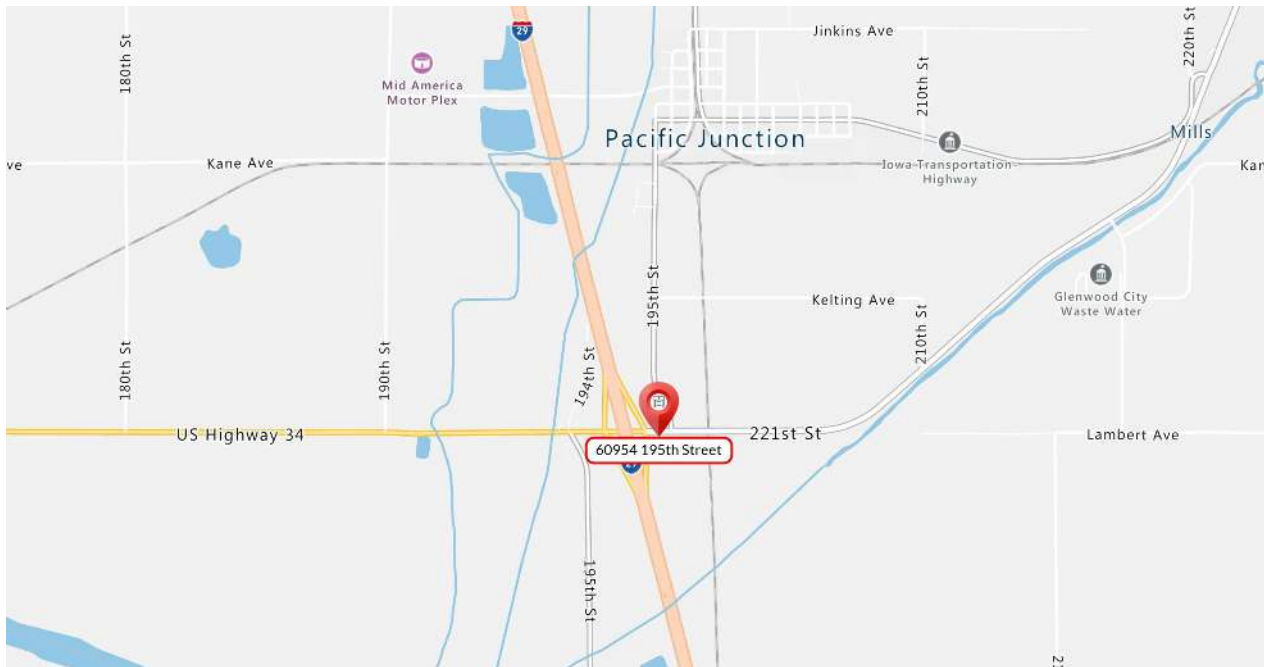 29
Jinkins Ave
180th St
220th St
210th St
Mid America
Motor Plex
Pacific Junction
Mills
ve
Kane Ave
Iowa Transportation
Highway
Kan
195th St
Kelting Ave
Glenwood City
Waste Water
180th St
190th St
194th St
210th St
US Highway 34
221st St
Lambert Ave
60954 195th Street
29
195th St
21